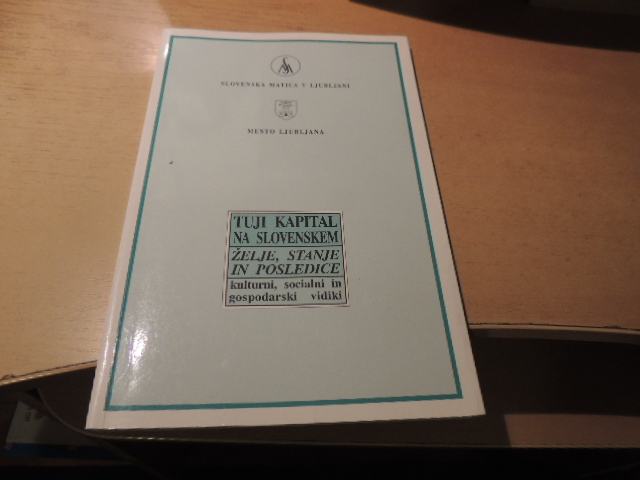 SLOVENSKA MATICA V LJUBLJANI
MESTO LJUBLJANA
TUJI KAPITAL
NA SLOVENSKEM
ŽELJE, STANJE
IN POSLEDICE
kulturni, socialni in
gospodarski vidiki